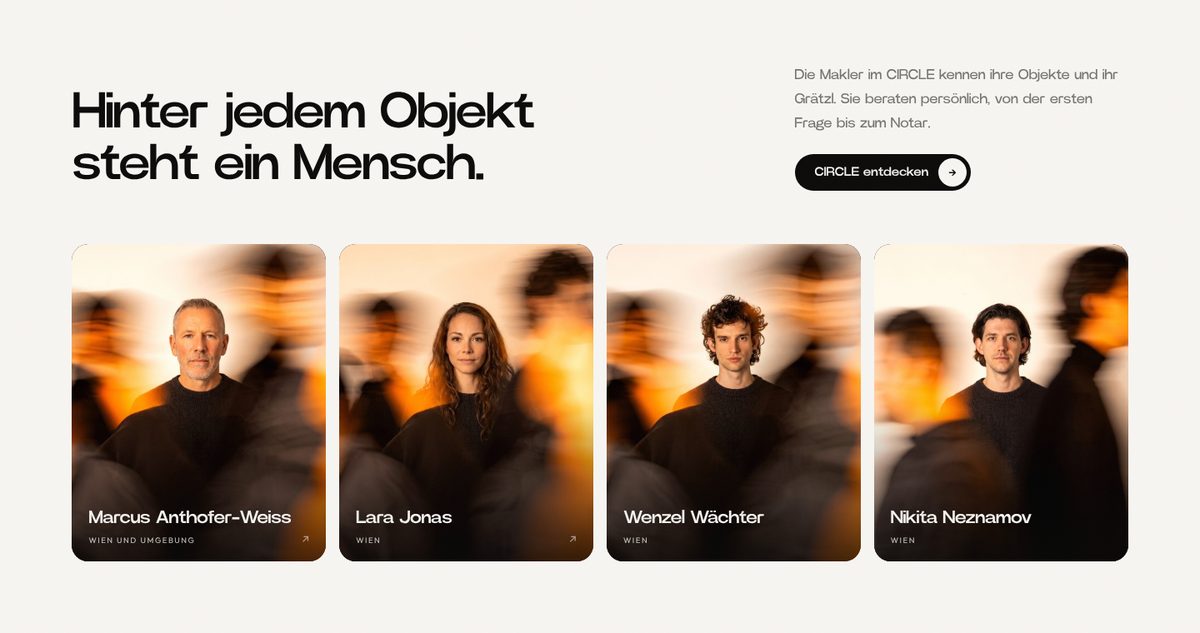 Hinter jedem Objekt
steht ein Mensch.
Die Makler im CIRCLE kennen ihre Objekte und ihr
Grätzl. Sie beraten persönlich, von der ersten
Frage bis zum Notar.
CIRCLE entdecken
Marcus Anthofer-Weiss
WIEN UND UMGEBUNG
Lara Jonas
WIEN
Wenzel Wächter
WIEN
Nikita Neznamov
WIEN